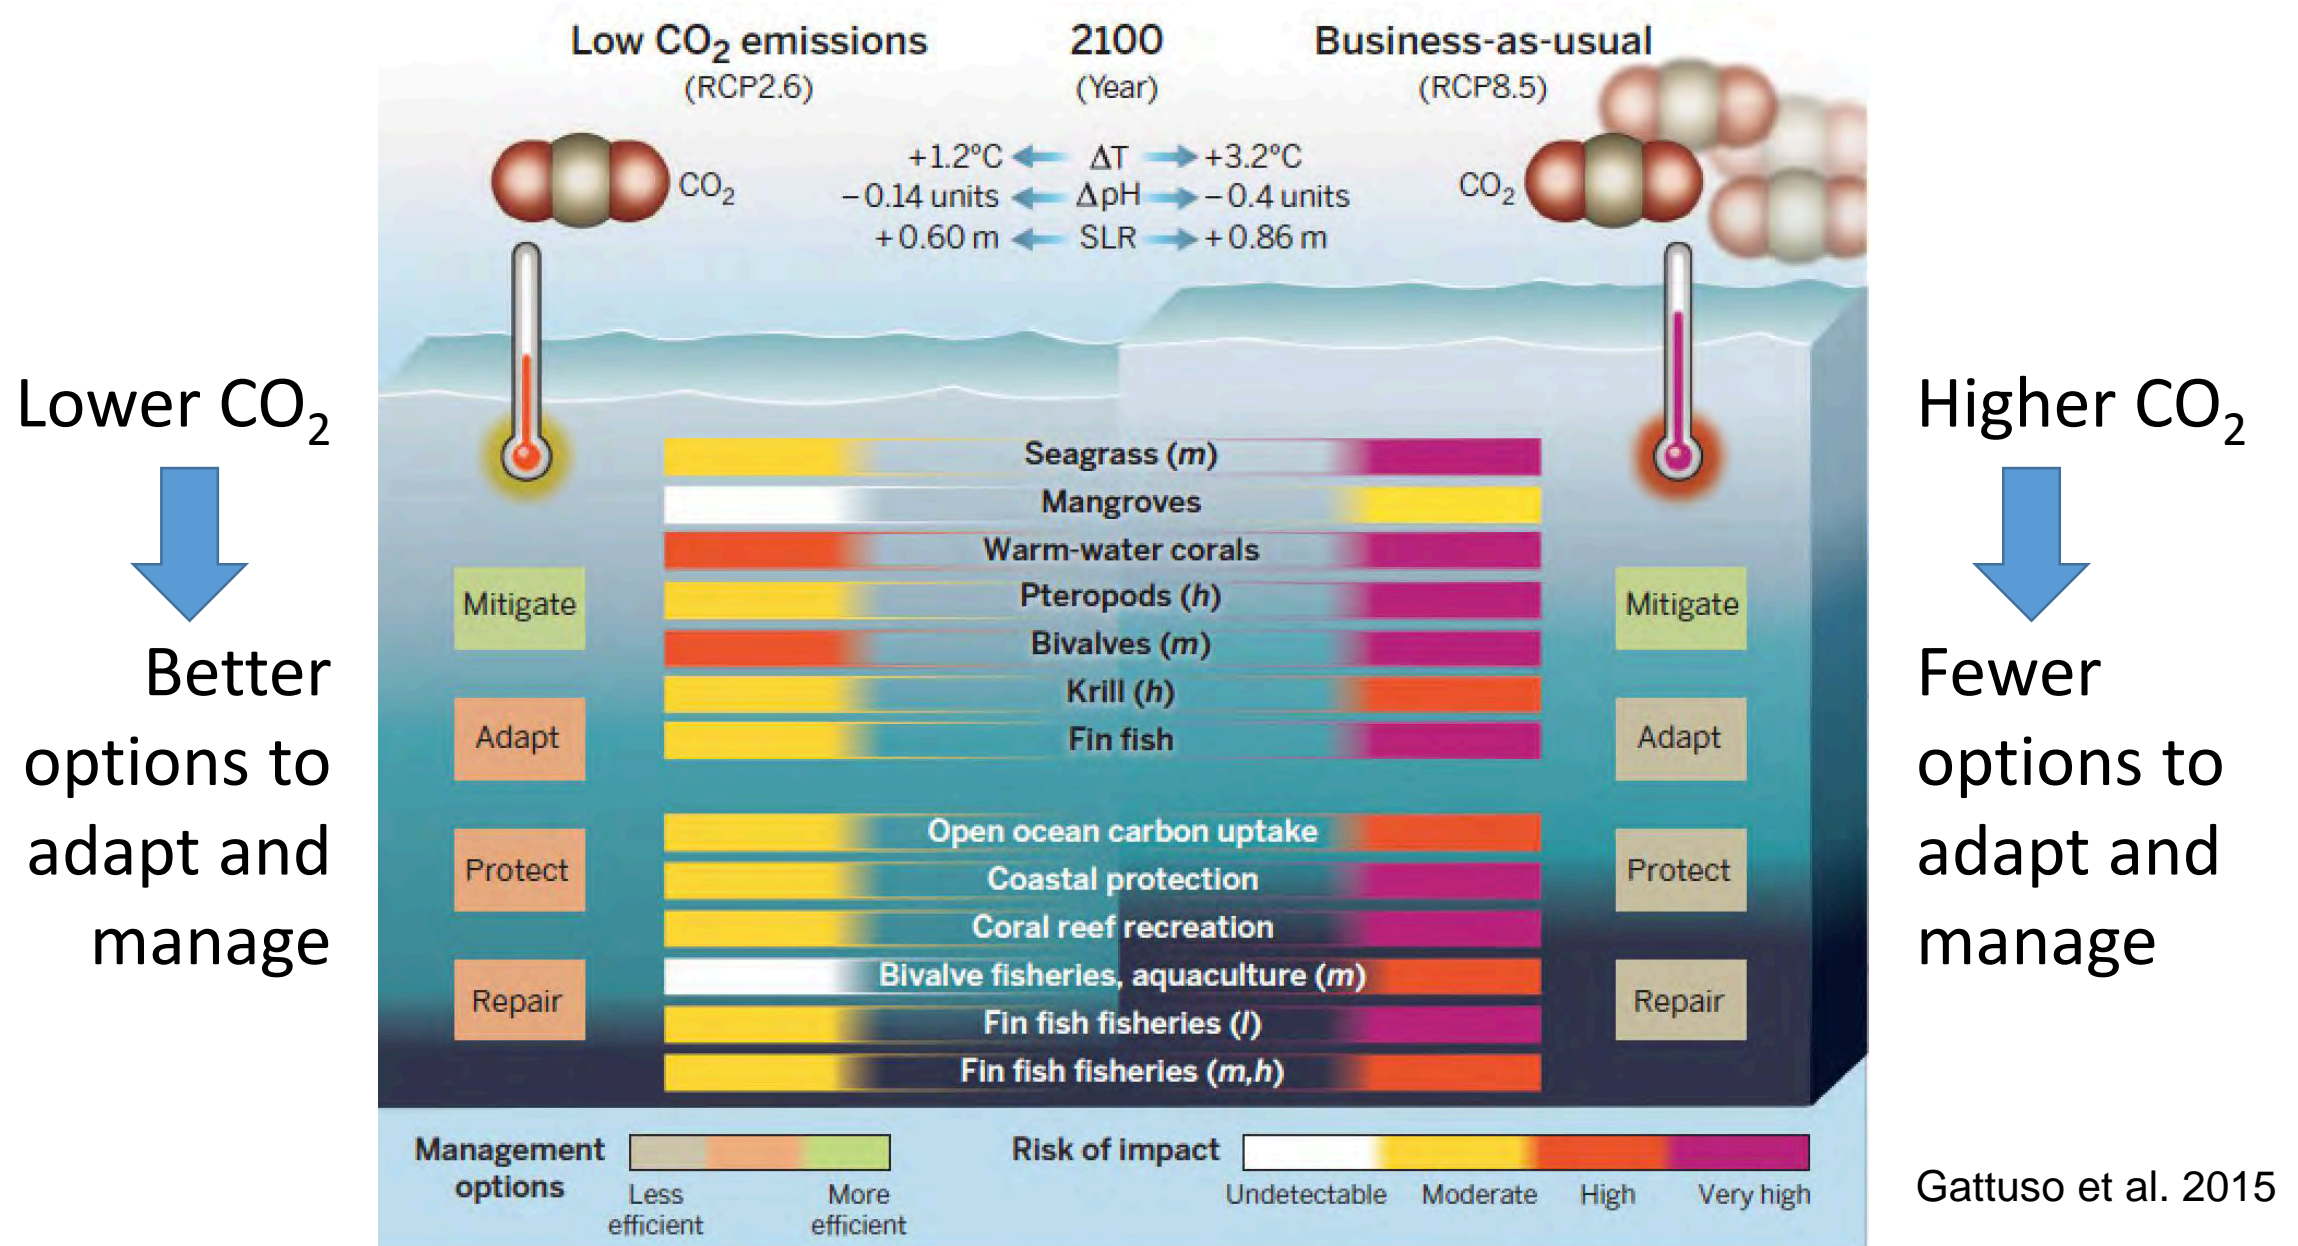 Low CO₂ emissions 2100 Business-as-usual
(RCP2.6) (Year) (RCP8.5)
CO₂
+1.2°C ΔT +3.2°C
−0.14 units ΔpH −0.4 units
+0.60 m SLR +0.86 m
CO₂
Lower CO₂
Better
options to
adapt and
manage
Mitigate
Adapt
Protect
Repair
Seagrass (m)
Mangroves
Warm-water corals
Pteropods (h)
Bivalves (m)
Krill (h)
Fin fish
Open ocean carbon uptake
Coastal protection
Coral reef recreation
Bivalve fisheries, aquaculture (m)
Fin fish fisheries (l)
Fin fish fisheries (m,h)
Mitigate
Adapt
Protect
Repair
Higher CO₂
Fewer
options to
adapt and
manage
Management
options
Less
efficient
More
efficient
Risk of impact
Undetectable Moderate High Very high
Gattuso et al. 2015